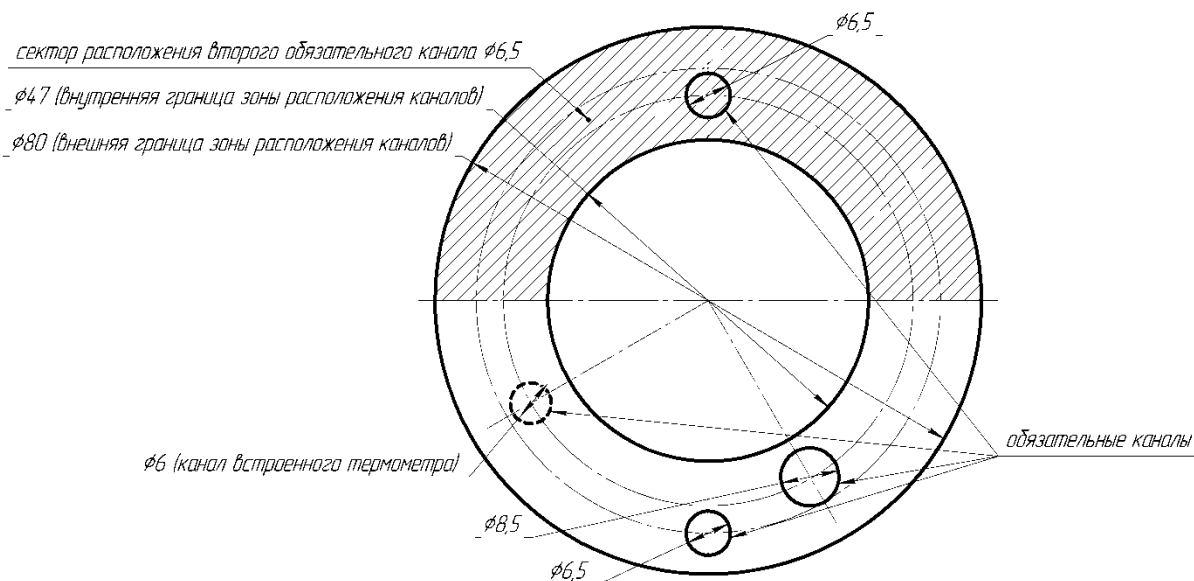 ϕ6,5
сектор расположения второго обязательного канала ϕ6,5
ϕ47 (внутренняя граница зоны расположения каналов)
ϕ80 (внешняя граница зоны расположения каналов)
обязательные каналы
ϕ6 (канал встроенного термометра)
ϕ8,5
ϕ6,5